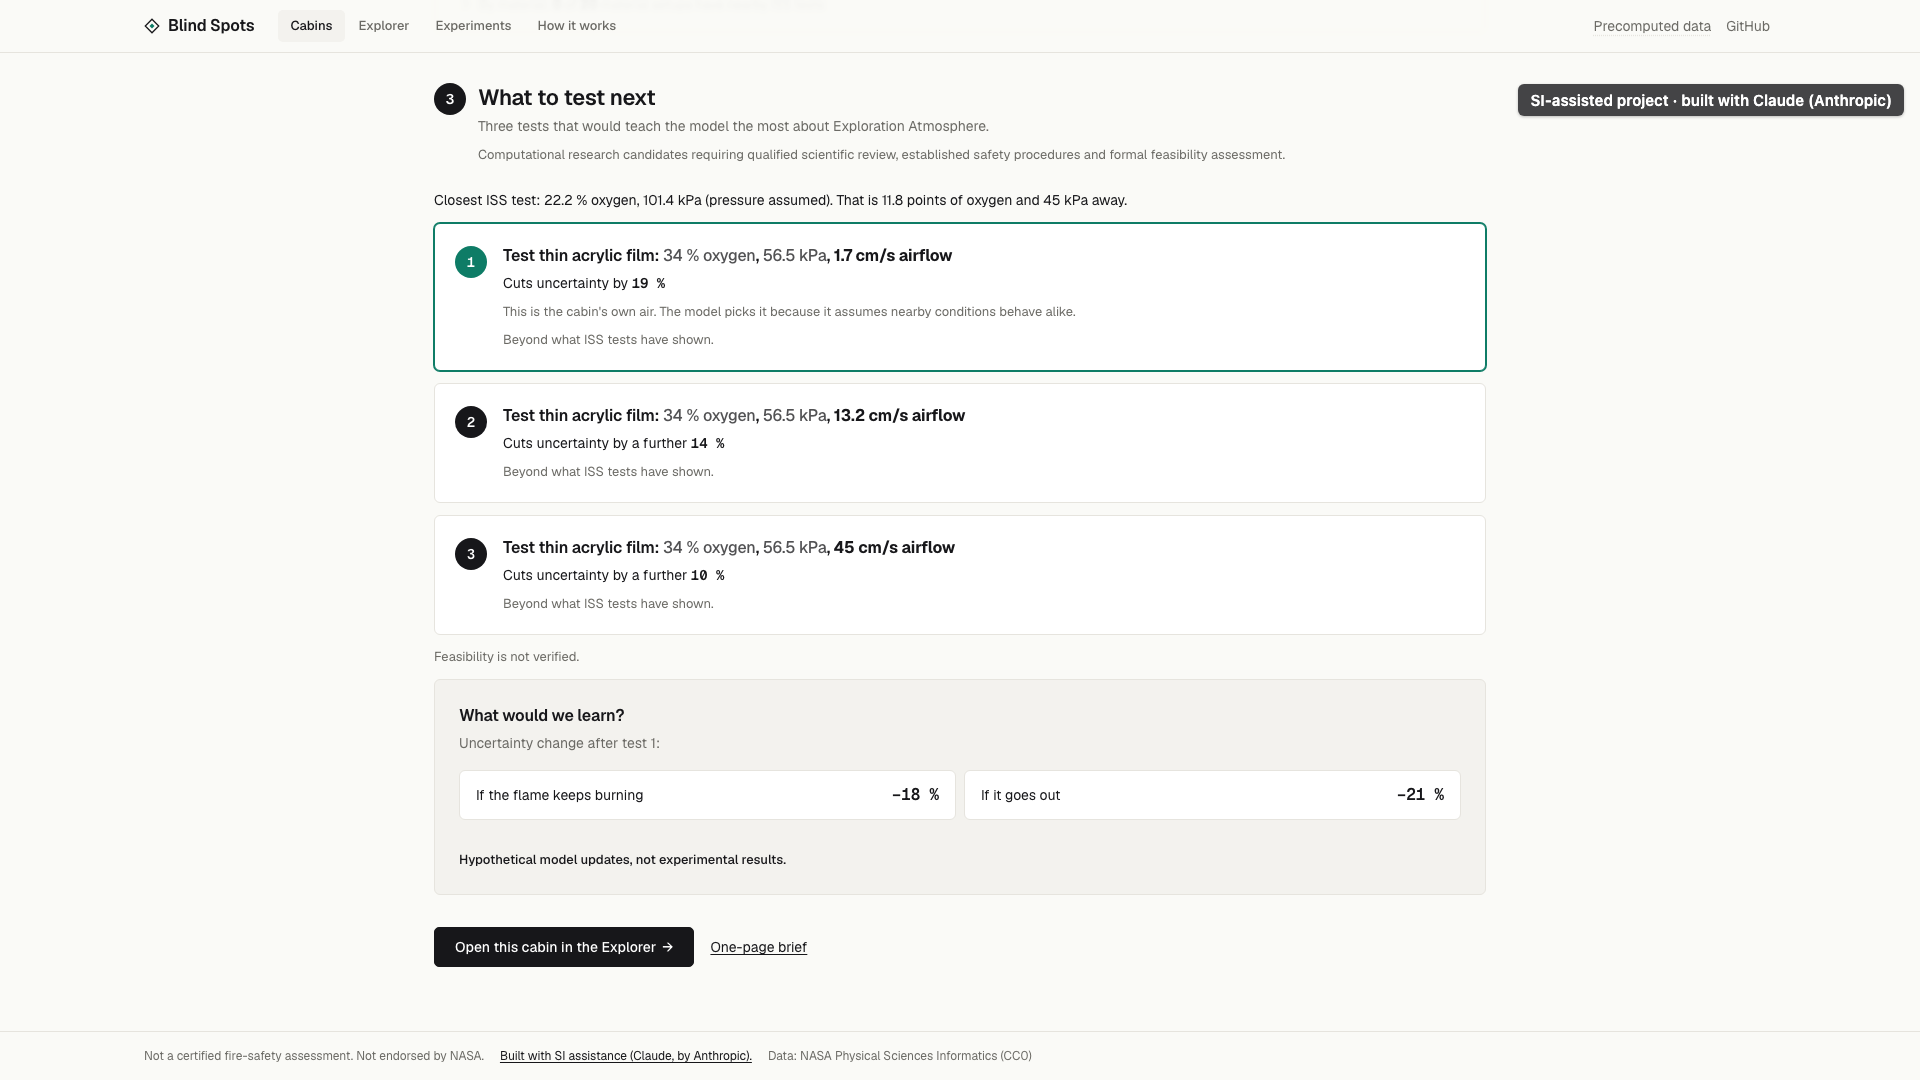 Blind Spots
Cabins
Explorer
Experiments
How it works
Precomputed data
GitHub
3
What to test next
SI-assisted project · built with Claude (Anthropic)
Three tests that would teach the model the most about Exploration Atmosphere.
Computational research candidates requiring qualified scientific review, established safety procedures and formal feasibility assessment.
Closest ISS test: 22.2 % oxygen, 101.4 kPa (pressure assumed). That is 11.8 points of oxygen and 45 kPa away.
1
Test thin acrylic film: 34 % oxygen, 56.5 kPa, 1.7 cm/s airflow
Cuts uncertainty by 19 %
This is the cabin's own air. The model picks it because it assumes nearby conditions behave alike.
Beyond what ISS tests have shown.
2
Test thin acrylic film: 34 % oxygen, 56.5 kPa, 13.2 cm/s airflow
Cuts uncertainty by a further 14 %
Beyond what ISS tests have shown.
3
Test thin acrylic film: 34 % oxygen, 56.5 kPa, 45 cm/s airflow
Cuts uncertainty by a further 10 %
Beyond what ISS tests have shown.
Feasibility is not verified.
What would we learn?
Uncertainty change after test 1:
If the flame keeps burning
−18 %
If it goes out
−21 %
Hypothetical model updates, not experimental results.
Open this cabin in the Explorer →
One-page brief
Not a certified fire-safety assessment. Not endorsed by NASA.
Built with SI assistance (Claude, by Anthropic).
Data: NASA Physical Sciences Informatics (CC0)